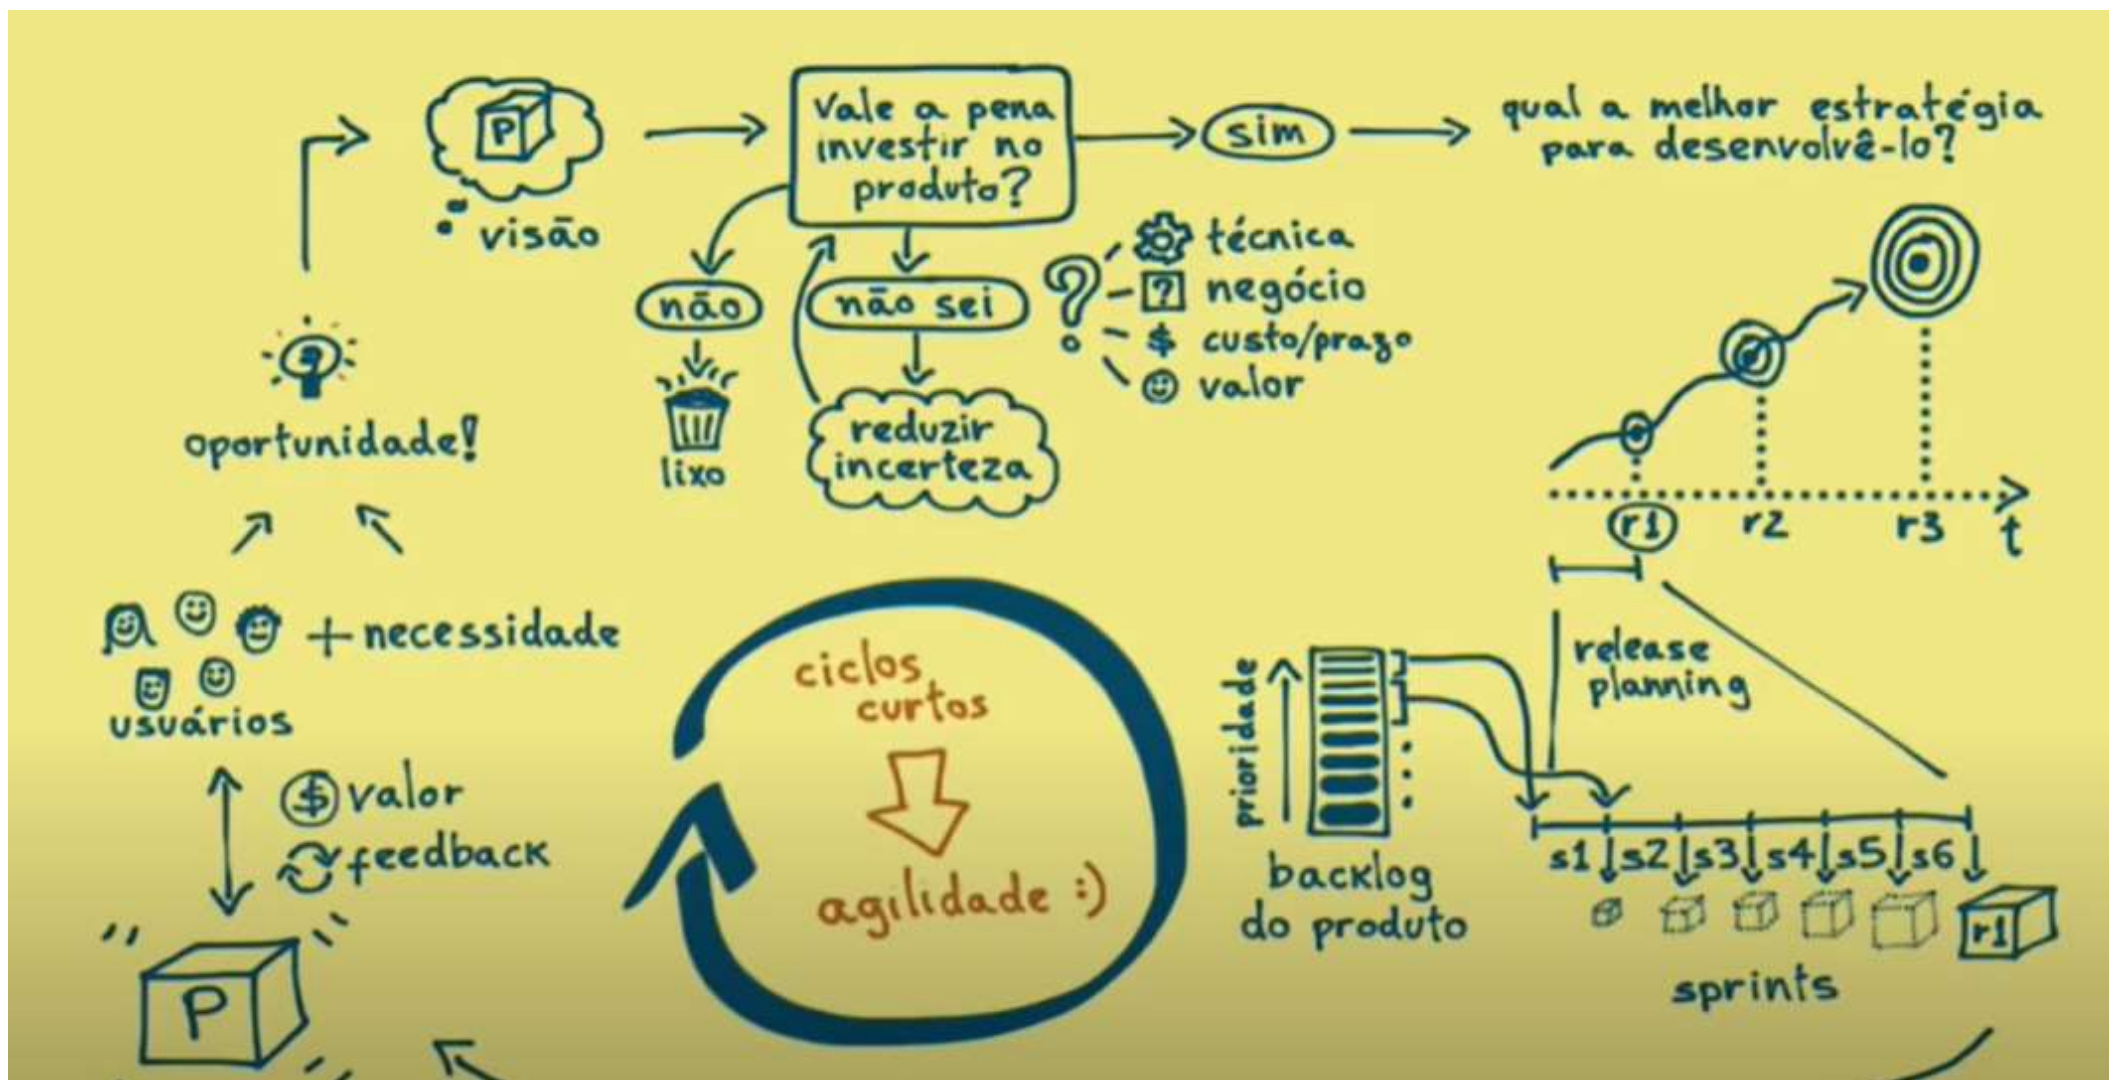 P
visão
Vale a pena
investir no
produto?
sim
qual a melhor estratégia
para desenvolvê-lo?
não
lixo
não sei
reduzir
incerteza
?
técnica
?
negócio
$
custo/prazo
valor
r1
r2
r3
t
oportunidade!
+ necessidade
usuários
$ valor
feedback
P
ciclos
curtos
agilidade :)
prioridade
backlog
do produto
release
planning
s1
s2
s3
s4
s5
s6
r1
sprints